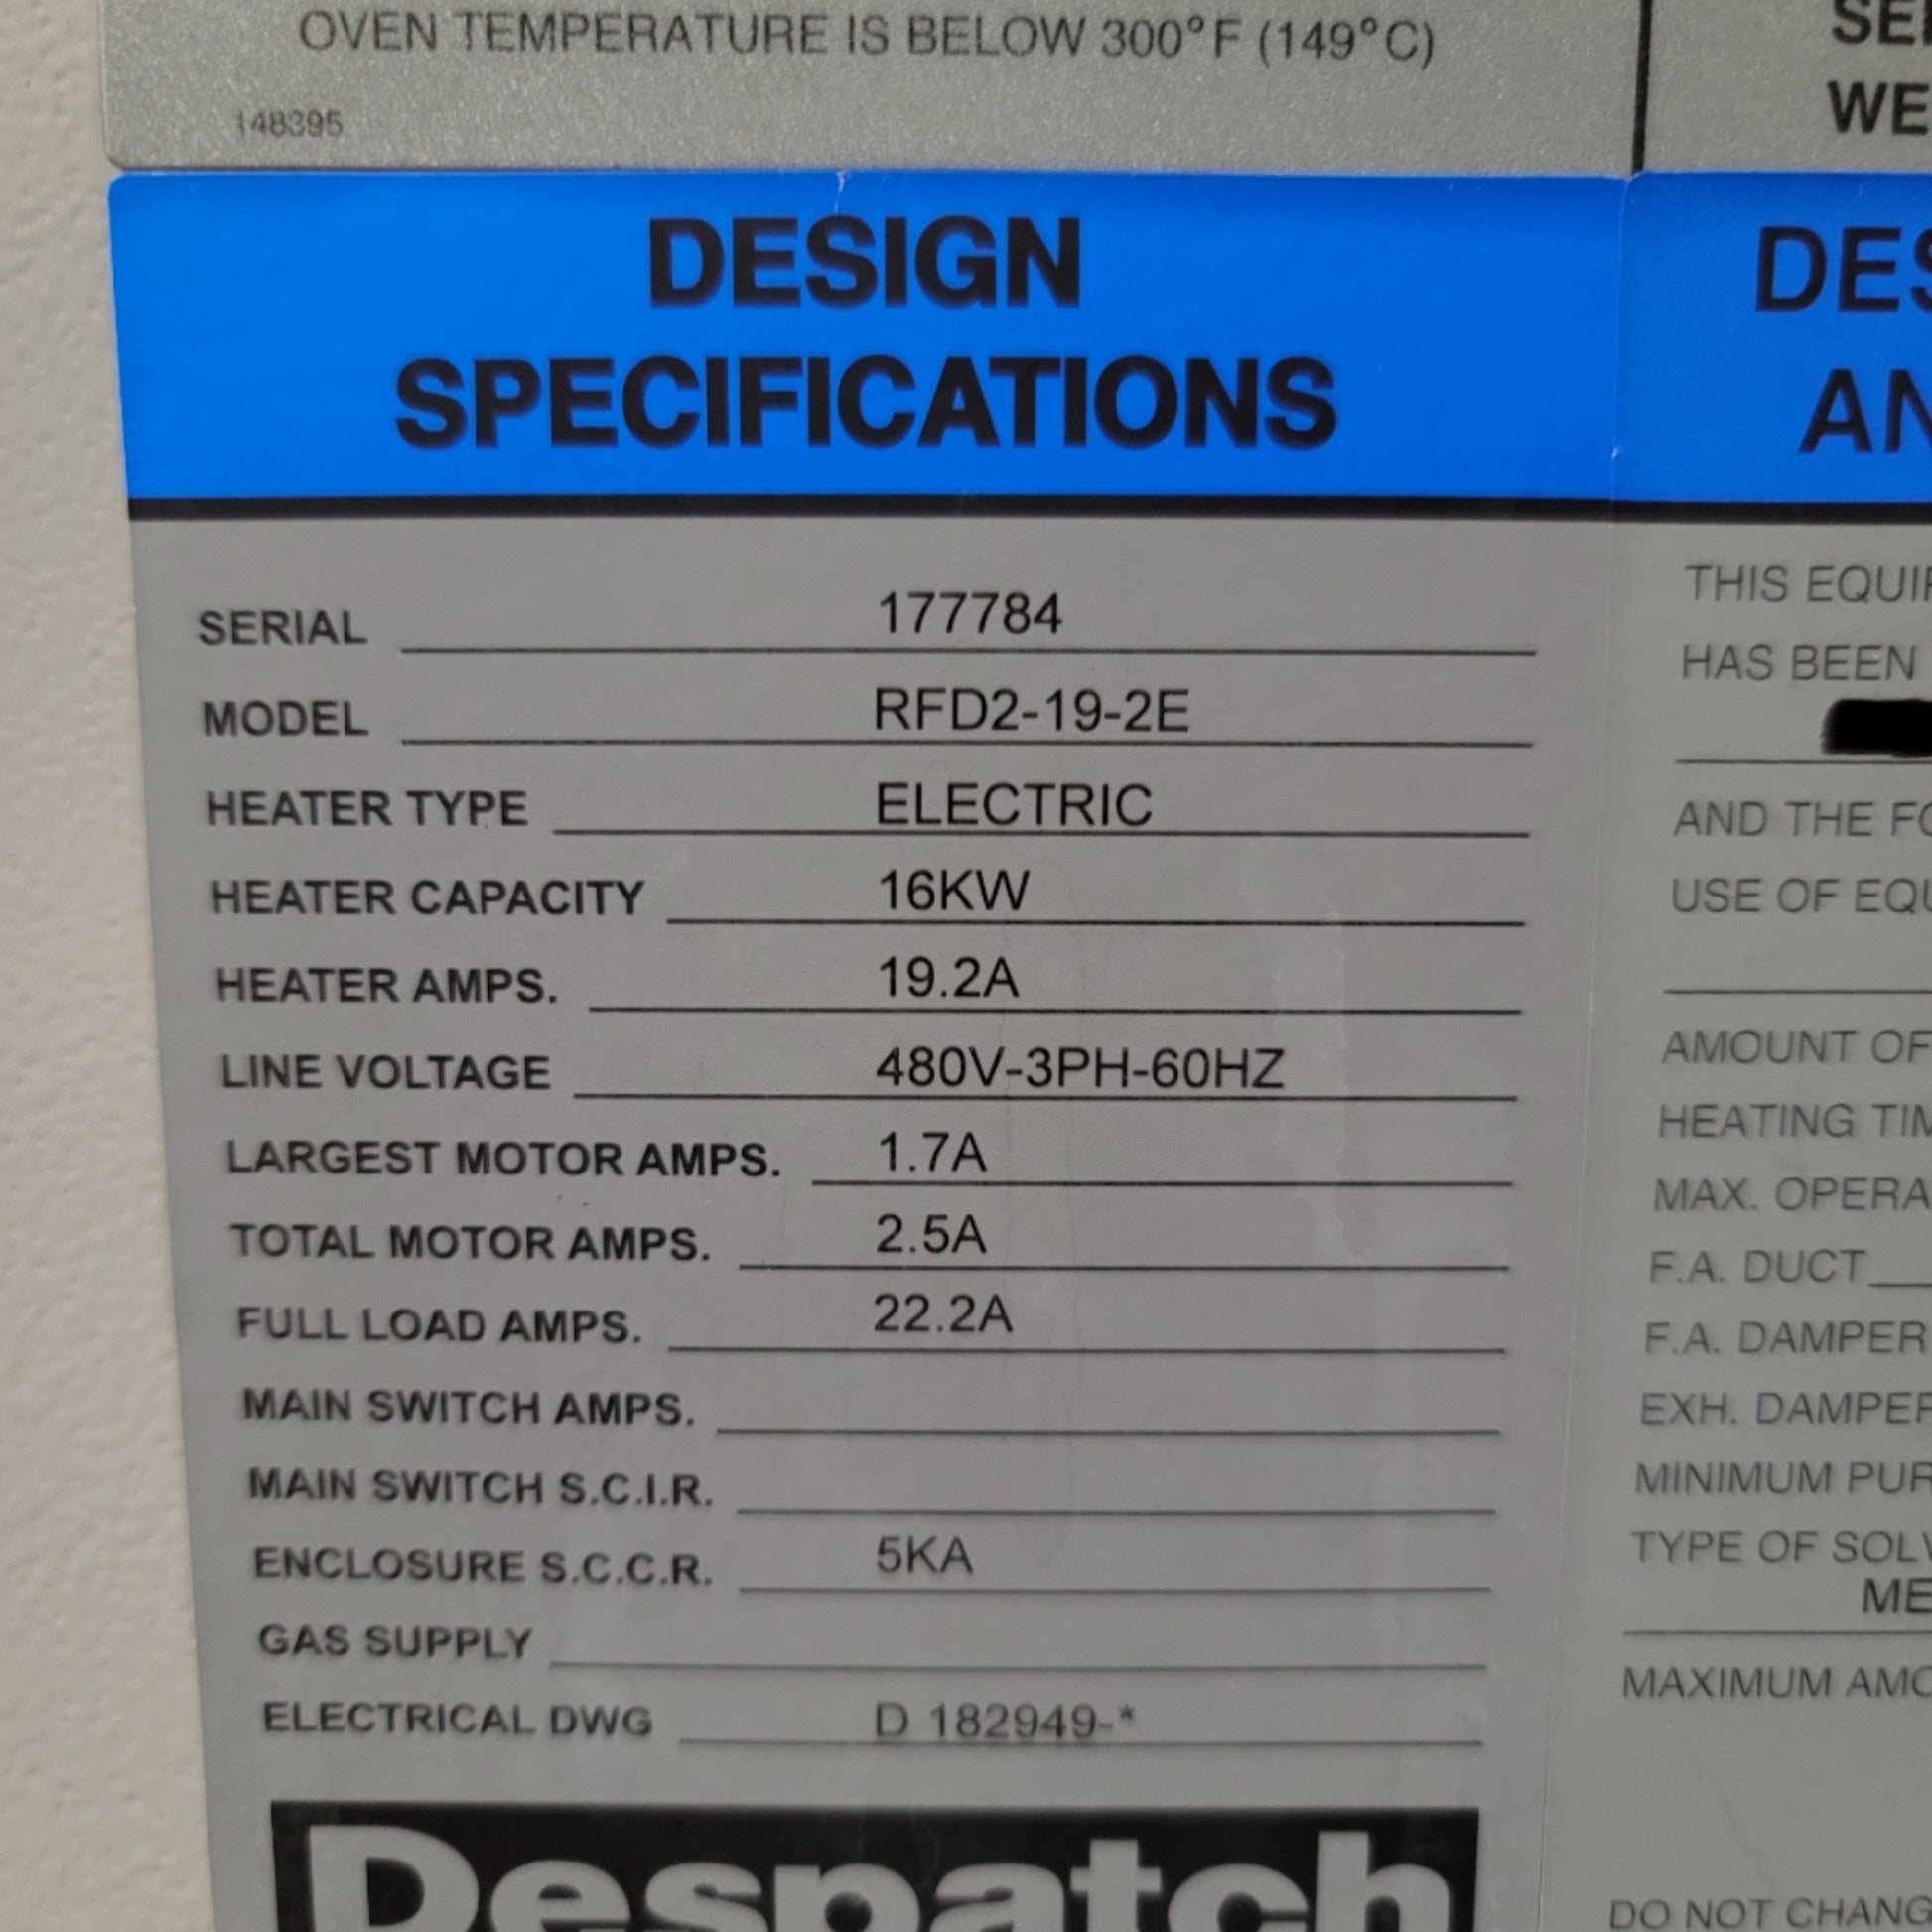 OVEN TEMPERATURE IS BELOW 300°F (149°C)
148395
DESIGN
SPECIFICATIONS
SERIAL 177784
MODEL RFD2-19-2E
HEATER TYPE ELECTRIC
HEATER CAPACITY 16KW
HEATER AMPS. 19.2A
LINE VOLTAGE 480V-3PH-60HZ
LARGEST MOTOR AMPS. 1.7A
TOTAL MOTOR AMPS. 2.5A
FULL LOAD AMPS. 22.2A
MAIN SWITCH AMPS.
MAIN SWITCH S.C.I.R.
ENCLOSURE S.C.C.R. 5KA
GAS SUPPLY
ELECTRICAL DWG D 182949-*
Despatch
THIS
HAS BEEN
AND THE
USE OF
AMOUNT OF
HEATING
MAX.
F.A. DUCT
F.A. DAMPER
EXH.
MINIMUM
TYPE OF
MAXIMUM
DO NOT